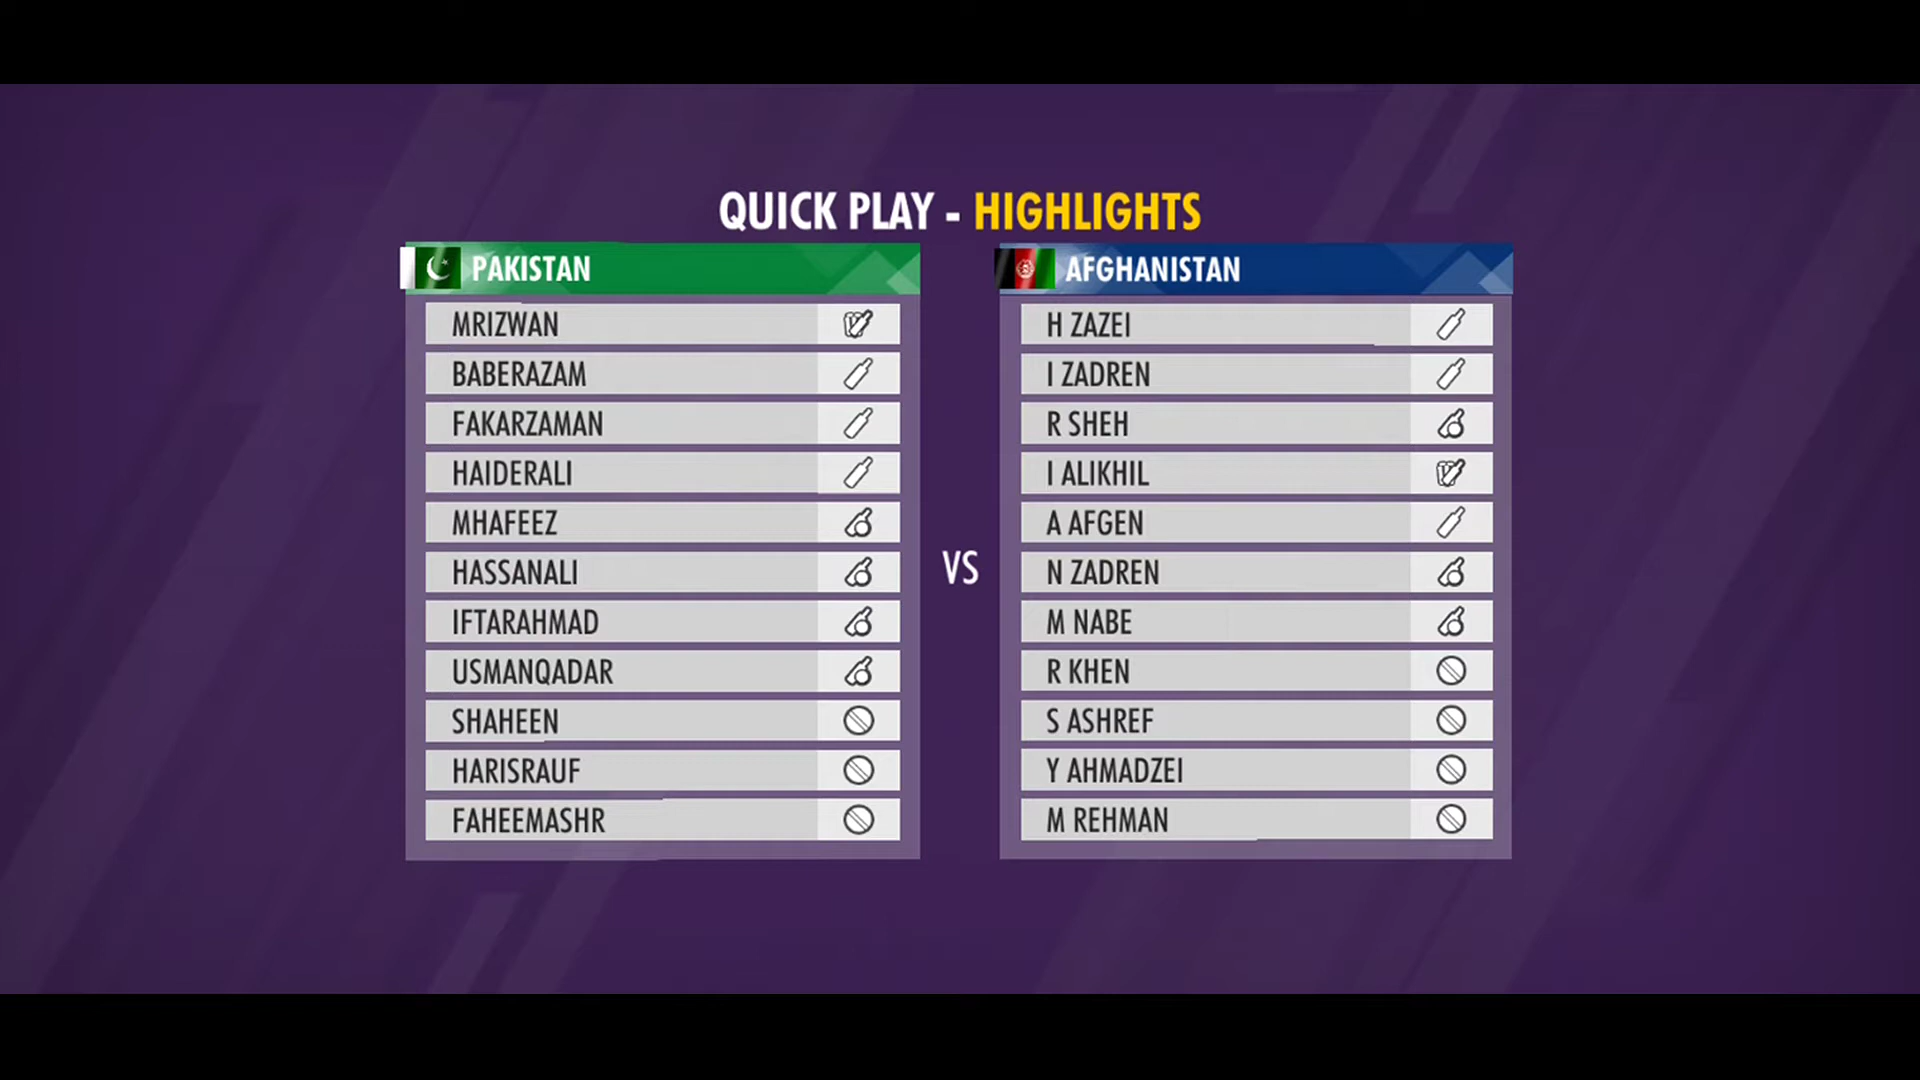 QUICK PLAY - HIGHLIGHTS
PAKISTAN
MRIZWAN
BABERAZAM
FAKARZAMAN
HAIDERALI
MHAFEEZ
HASSANALI
IFTARAHMAD
USMANQADAR
SHAHEEN
HARISRAUF
FAHEEMASHR
VS
AFGHANISTAN
H ZAZEI
I ZADREN
R SHEH
I ALIKHIL
A AFGEN
N ZADREN
M NABE
R KHEN
S ASHREF
Y AHMADZEI
M REHMAN